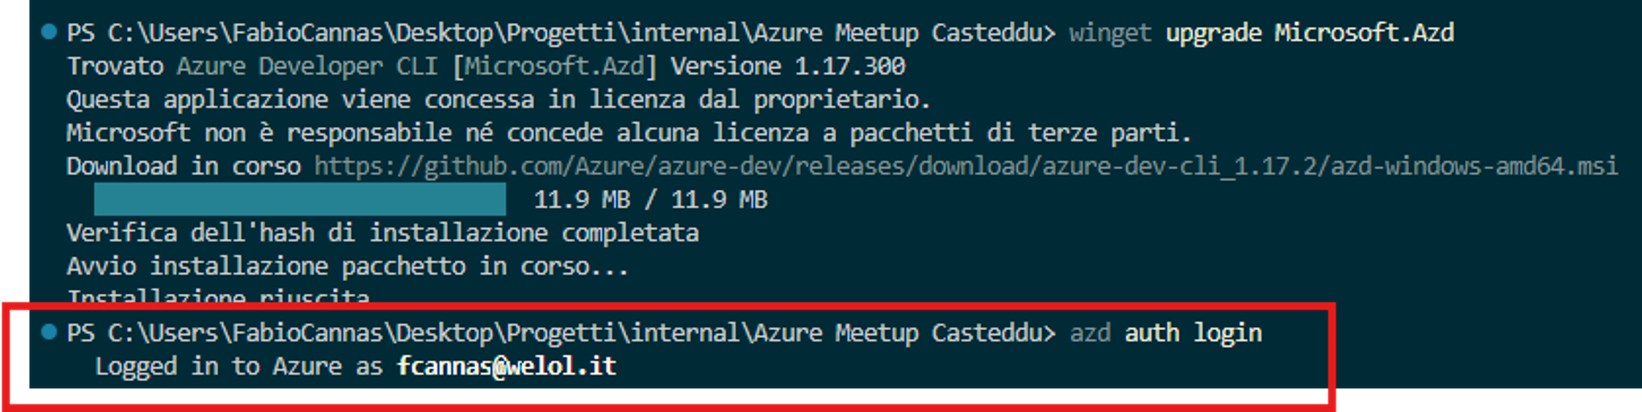 PS C:\Users\FabioCannas\Desktop\Progetti\internal\Azure Meetup Casteddu> winget upgrade Microsoft.Azd
Trovato Azure Developer CLI [Microsoft.Azd] Versione 1.17.300
Questa applicazione viene concessa in licenza dal proprietario.
Microsoft non è responsabile né concede alcuna licenza a pacchetti di terze parti.
Download in corso https://github.com/Azure/azure-dev/releases/download/azure-dev-cli_1.17.2/azd-windows-amd64.msi
11.9 MB / 11.9 MB
Verifica dell'hash di installazione completata
Avvio installazione pacchetto in corso...
Installazione riuscita
PS C:\Users\FabioCannas\Desktop\Progetti\internal\Azure Meetup Casteddu> azd auth login
Logged in to Azure as fcannas@welol.it